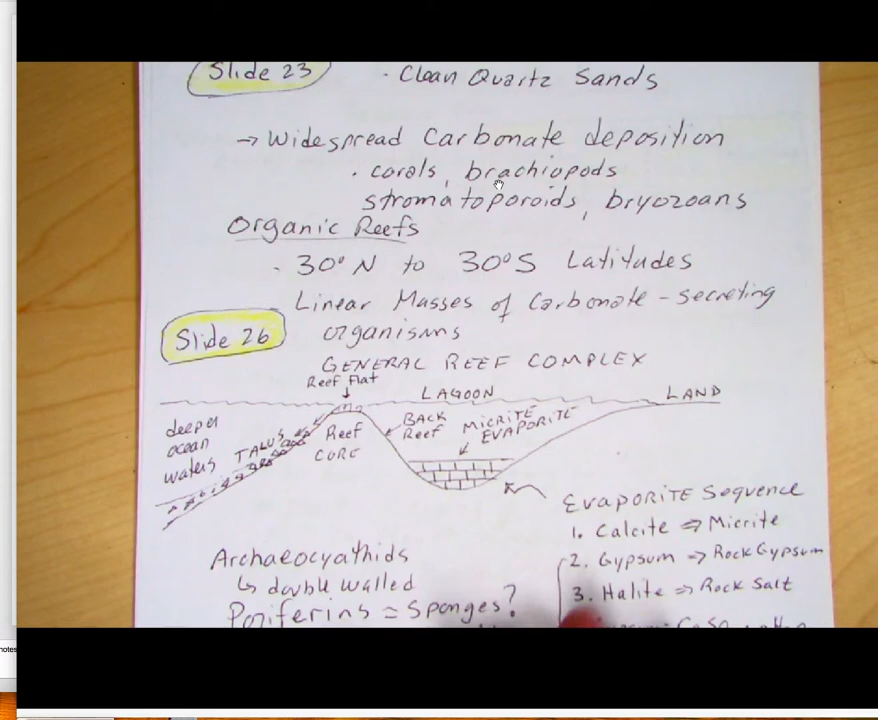 Slide 23
· Clean Quartz Sands
→ Widespread Carbonate deposition
· corals, brachiopods
stromatoporoids, bryozoans
Organic Reefs
· 30° N to 30° S Latitudes
Linear Masses of Carbonate - secreting
organisms
Slide 26
GENERAL REEF COMPLEX
Reef Flat
LAGOON
LAND
deeper
ocean
waters
TALUS
Reef
CORE
BACK
Reef
MICRITE
EVAPORITE
EVAPORITE Sequence
1. Calcite ⇒ Micrite
2. Gypsum ⇒ Rock Gypsum
3. Halite ⇒ Rock Salt
Archaeocyathids
↳ double walled
Poriferins = Sponges?
notes